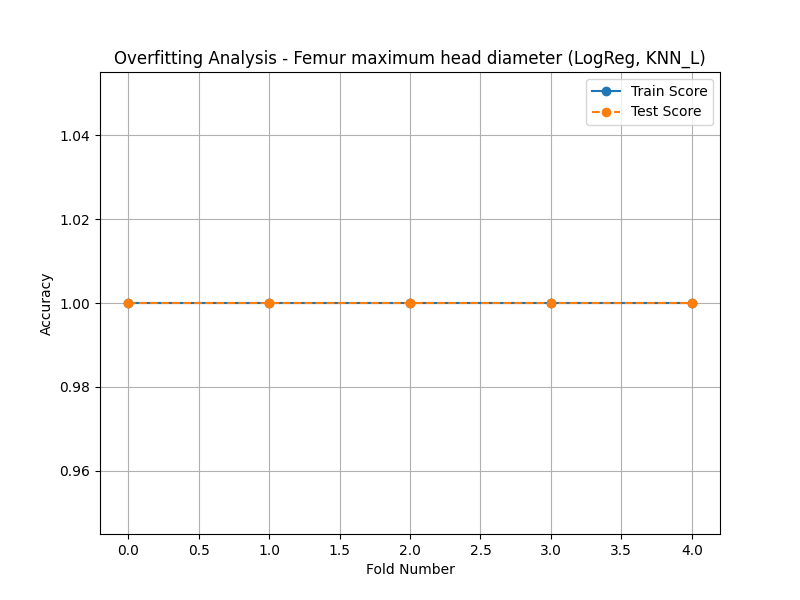 Overfitting Analysis - Femur maximum head diameter (LogReg, KNN_L)
Train Score
Test Score
1.04
1.02
1.00
0.98
0.96
Accuracy
0.0 0.5 1.0 1.5 2.0 2.5 3.0 3.5 4.0
Fold Number